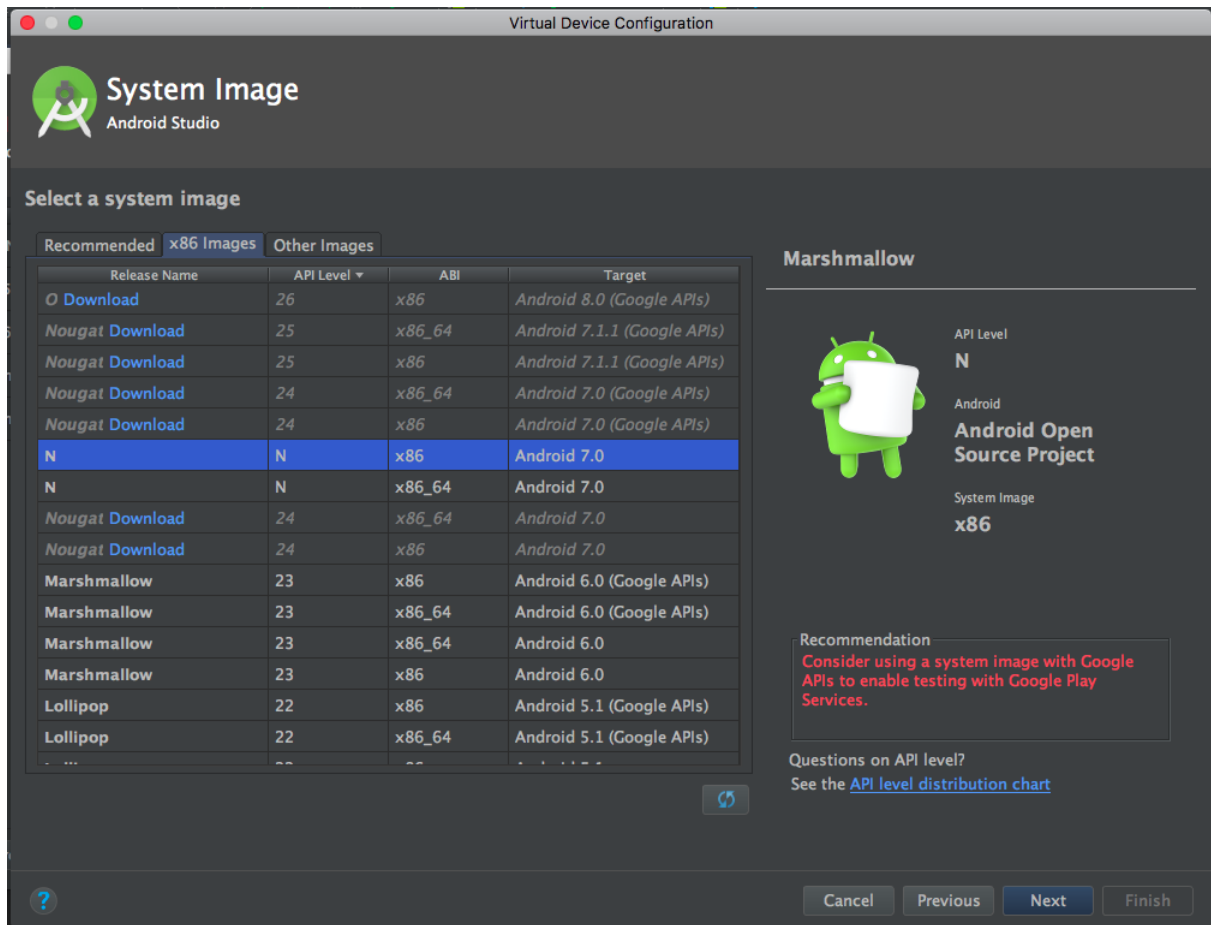 Virtual Device Configuration
System Image
Android Studio
Select a system image
Recommended x86 Images Other Images
Release Name API Level ABI Target
O Download 26 x86 Android 8.0 (Google APIs)
Nougat Download 25 x86_64 Android 7.1.1 (Google APIs)
Nougat Download 25 x86 Android 7.1.1 (Google APIs)
Nougat Download 24 x86_64 Android 7.0 (Google APIs)
Nougat Download 24 x86 Android 7.0 (Google APIs)
N N x86 Android 7.0
N N x86_64 Android 7.0
Nougat Download 24 x86_64 Android 7.0
Nougat Download 24 x86 Android 7.0
Marshmallow 23 x86 Android 6.0 (Google APIs)
Marshmallow 23 x86_64 Android 6.0 (Google APIs)
Marshmallow 23 x86_64 Android 6.0
Marshmallow 23 x86 Android 6.0
Lollipop 22 x86 Android 5.1 (Google APIs)
Lollipop 22 x86_64 Android 5.1 (Google APIs)
Marshmallow
API Level
N
Android
Android Open
Source Project
System Image
x86
Recommendation
Consider using a system image with Google
APIs to enable testing with Google Play
Services.
Questions on API level?
See the API level distribution chart
?
Cancel Previous Next Finish